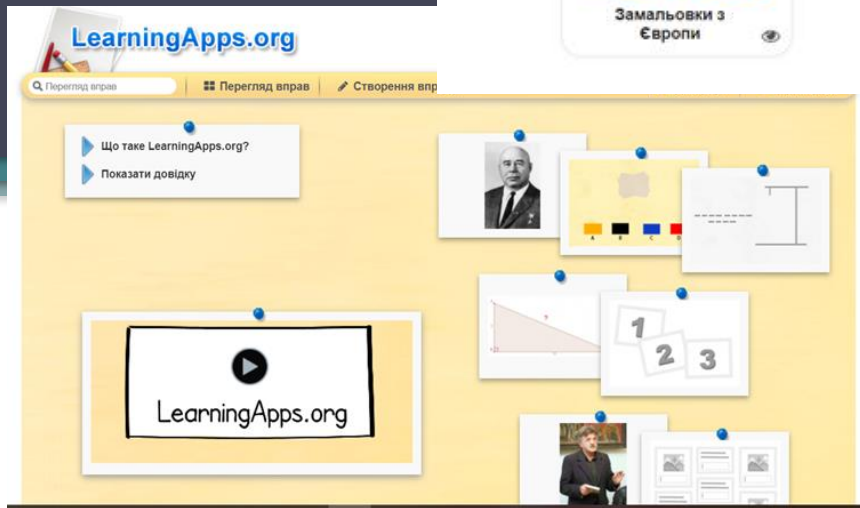 Замальовки з
Європи
LearningApps.org
Перегляд вправ
Перегляд вправ
Створення впр
Що таке LearningApps.org?
Показати довідку
A B C D
1
2
3
LearningApps.org